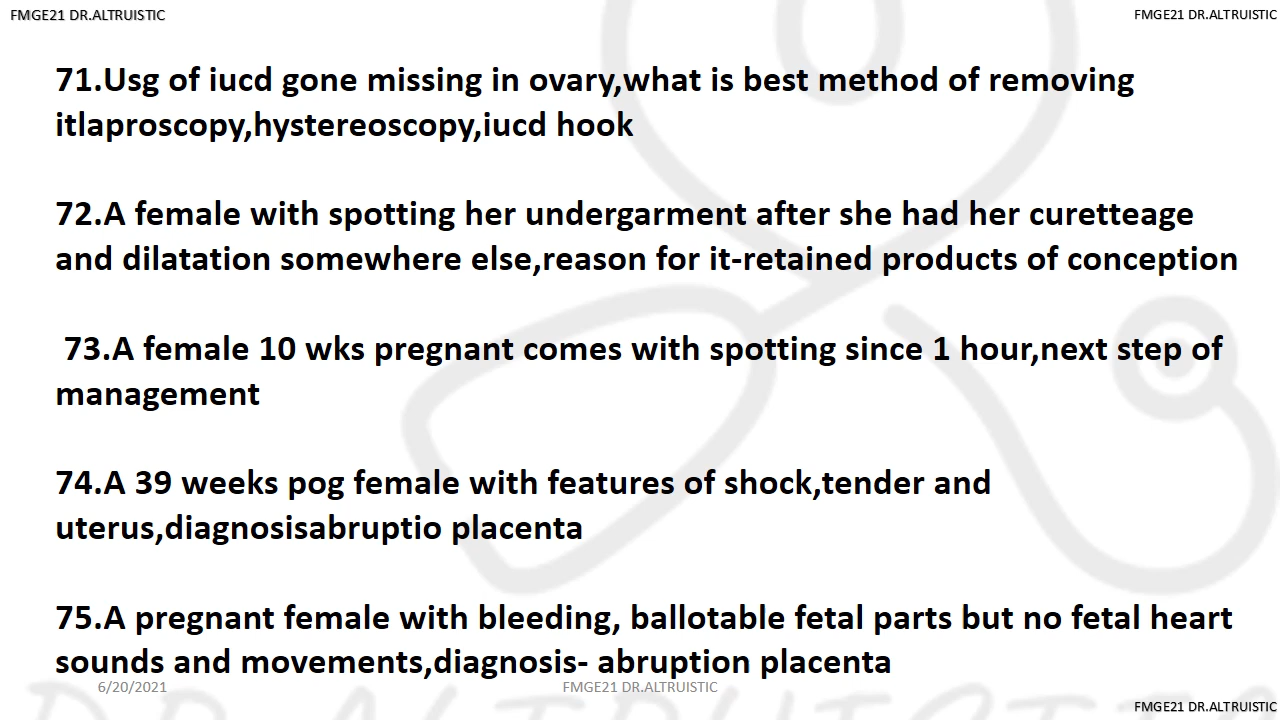 FMGE21 DR.ALTRUISTIC
FMGE21 DR.ALTRUISTIC
71.Usg of iucd gone missing in ovary,what is best method of removing
itlaproscopy,hystereoscopy,iucd hook
72.A female with spotting her undergarment after she had her curetteage
and dilatation somewhere else,reason for it-retained products of conception
73.A female 10 wks pregnant comes with spotting since 1 hour,next step of
management
74.A 39 weeks pog female with features of shock,tender and
uterus,diagnosisabruptio placenta
75.A pregnant female with bleeding, ballotable fetal parts but no fetal heart
sounds and movements,diagnosis- abruption placenta
6/20/2021
FMGE21 DR.ALTRUISTIC
FMGE21 DR.ALTRUISTIC
DR.ALTRUISTIC